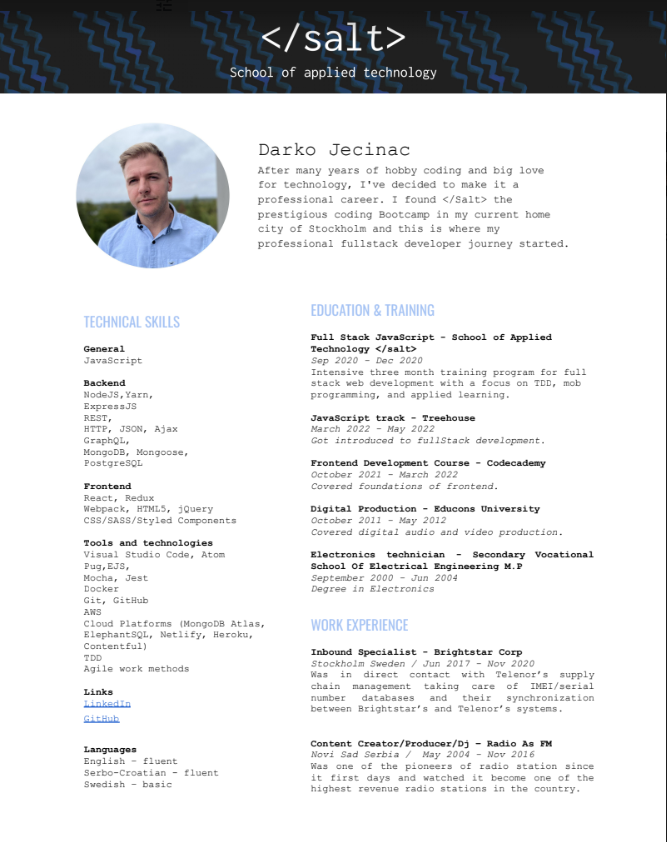 </salt>
School of applied technology
Darko Jecinac
After many years of hobby coding and big love
for technology, I've decided to make it a
professional career. I found </Salt> the
prestigious coding Bootcamp in my current home
city of Stockholm and this is where my
professional fullstack developer journey started.
TECHNICAL SKILLS
General
JavaScript
Backend
NodeJS,Yarn,
ExpressJS
REST,
HTTP, JSON, Ajax
GraphQL,
MongoDB, Mongoose,
PostgreSQL
Frontend
React, Redux
Webpack, HTML5, jQuery
CSS/SASS/Styled Components
Tools and technologies
Visual Studio Code, Atom
Pug,EJS,
Mocha, Jest
Docker
Git, GitHub
AWS
Cloud Platforms (MongoDB Atlas,
ElephantSQL, Netlify, Heroku,
Contentful)
TDD
Agile work methods
Links
LinkedIn
GitHub
Languages
English - fluent
Serbo-Croatian - fluent
Swedish - basic
EDUCATION & TRAINING
Full Stack JavaScript - School of Applied
Technology </salt>
Sep 2020 - Dec 2020
Intensive three month training program for full
stack web development with a focus on TDD, mob
programming, and applied learning.
JavaScript track - Treehouse
March 2022 - May 2022
Got introduced to fullStack development.
Frontend Development Course - Codecademy
October 2021 - March 2022
Covered foundations of frontend.
Digital Production - Educons University
October 2011 - May 2012
Covered digital audio and video production.
Electronics technician - Secondary Vocational
School Of Electrical Engineering M.P
September 2000 - Jun 2004
Degree in Electronics
WORK EXPERIENCE
Inbound Specialist - Brightstar Corp
Stockholm Sweden / Jun 2017 - Nov 2020
Was in direct contact with Telenor's supply
chain management taking care of IMEI/serial
number databases and their synchronization
between Brightstar's and Telenor's systems.
Content Creator/Producer/Dj - Radio As FM
Novi Sad Serbia / May 2004 - Nov 2016
Was one of the pioneers of radio station since
it first days and watched it become one of the
highest revenue radio stations in the country.